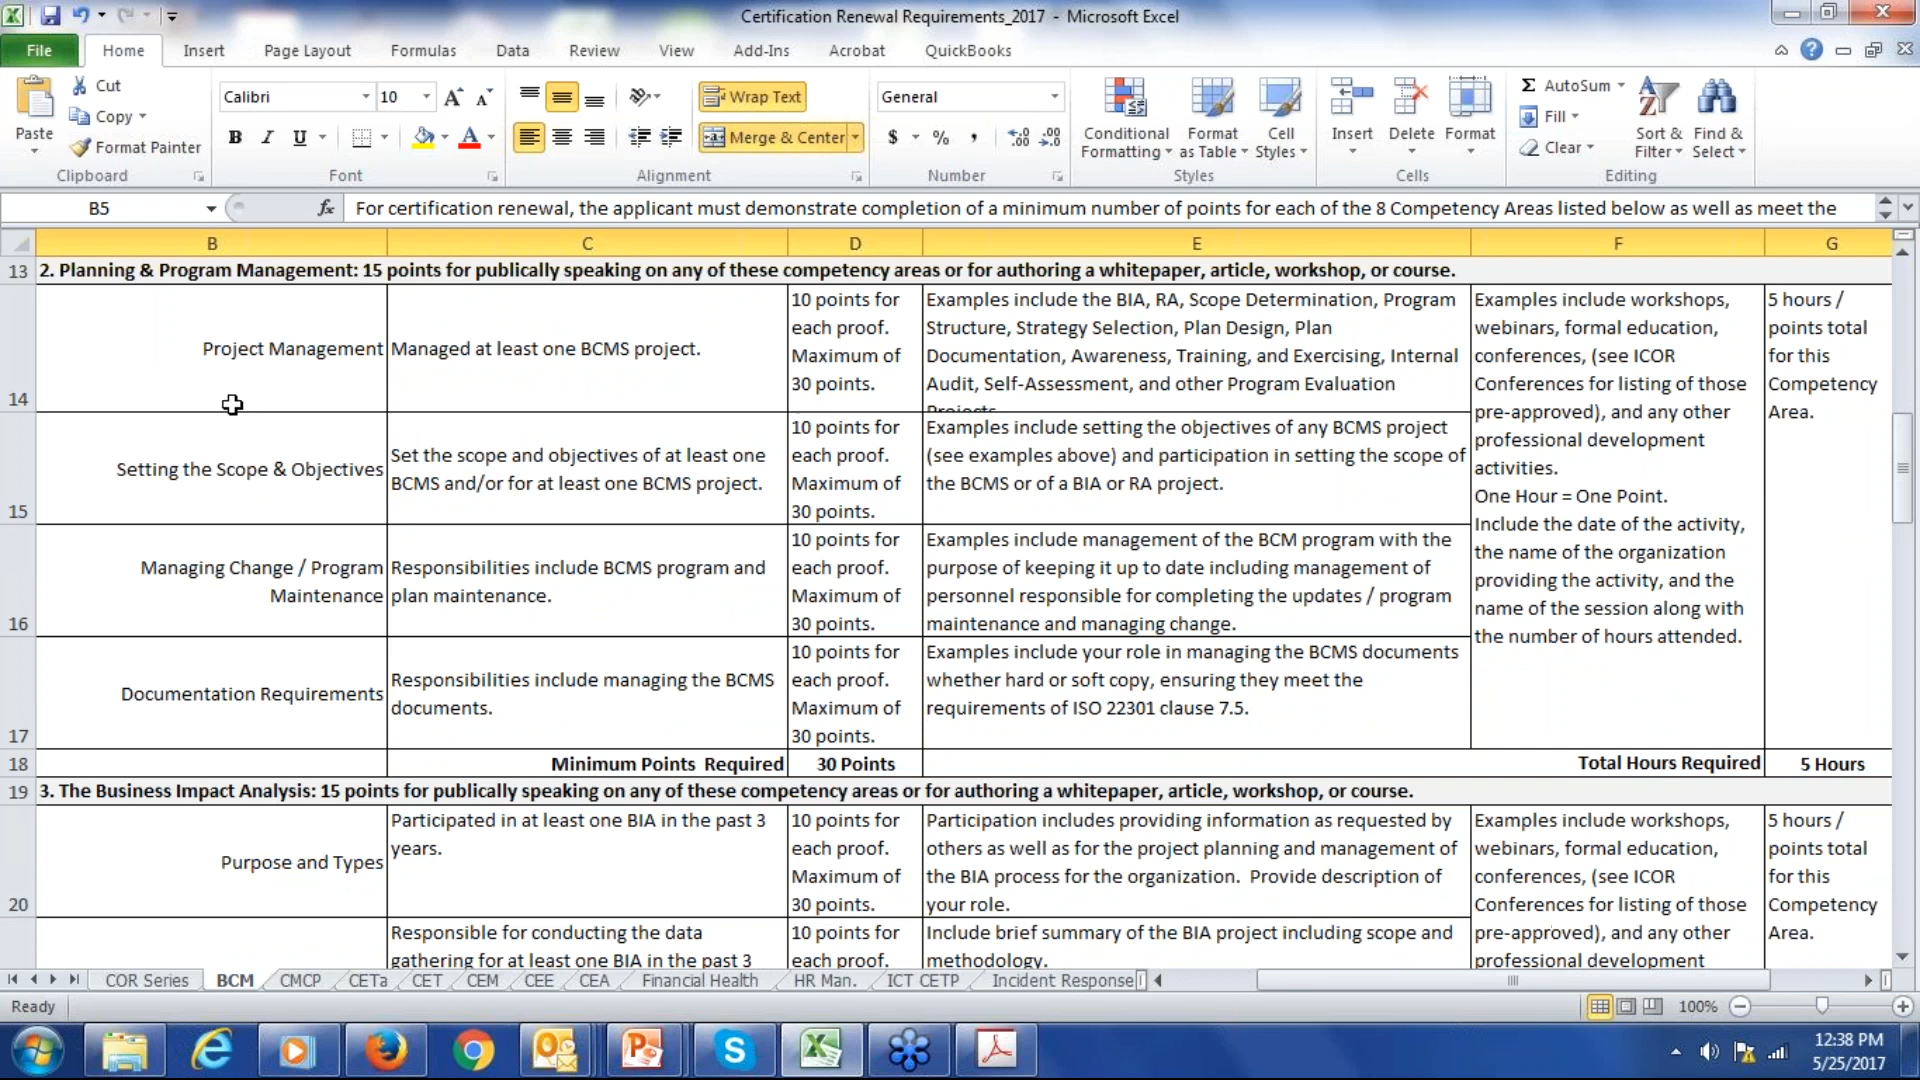 Certification Renewal Requirements_2017 - Microsoft Excel
File Home Insert Page Layout Formulas Data Review View Add-Ins Acrobat QuickBooks
Paste
Cut
Copy
Format Painter
Clipboard
Calibri 10
B I U
Font
Wrap Text
Merge & Center
Alignment
General
$ % ,
Number
Conditional Formatting
Format as Table
Cell Styles
Styles
Insert Delete Format
Cells
Σ AutoSum
Fill
Clear
Sort & Filter
Find & Select
Editing
B5 fx For certification renewal, the applicant must demonstrate completion of a minimum number of points for each of the 8 Competency Areas listed below as well as meet the
B C D E F G
13 2. Planning & Program Management: 15 points for publically speaking on any of these competency areas or for authoring a whitepaper, article, workshop, or course.
14
Project Management
Managed at least one BCMS project.
10 points for
each proof.
Maximum of
30 points.
Examples include the BIA, RA, Scope Determination, Program
Structure, Strategy Selection, Plan Design, Plan
Documentation, Awareness, Training, and Exercising, Internal
Audit, Self-Assessment, and other Program Evaluation
Projects.
Examples include workshops,
webinars, formal education,
conferences, (see ICOR
Conferences for listing of those
pre-approved), and any other
professional development
activities.
One Hour = One Point.
Include the date of the activity,
the name of the organization
providing the activity, and the
name of the session along with
the number of hours attended.
5 hours /
points total
for this
Competency
Area.
15
Setting the Scope & Objectives
Set the scope and objectives of at least one
BCMS and/or for at least one BCMS project.
10 points for
each proof.
Maximum of
30 points.
Examples include setting the objectives of any BCMS project
(see examples above) and participation in setting the scope of
the BCMS or of a BIA or RA project.
16
Managing Change / Program
Maintenance
Responsibilities include BCMS program and
plan maintenance.
10 points for
each proof.
Maximum of
30 points.
Examples include management of the BCM program with the
purpose of keeping it up to date including management of
personnel responsible for completing the updates / program
maintenance and managing change.
17
Documentation Requirements
Responsibilities include managing the BCMS
documents.
10 points for
each proof.
Maximum of
30 points.
Examples include your role in managing the BCMS documents
whether hard or soft copy, ensuring they meet the
requirements of ISO 22301 clause 7.5.
18 Minimum Points Required 30 Points Total Hours Required 5 Hours
19 3. The Business Impact Analysis: 15 points for publically speaking on any of these competency areas or for authoring a whitepaper, article, workshop, or course.
20
Purpose and Types
Participated in at least one BIA in the past 3
years.
10 points for
each proof.
Maximum of
30 points.
Participation includes providing information as requested by
others as well as for the project planning and management of
the BIA process for the organization. Provide description of
your role.
Examples include workshops,
webinars, formal education,
conferences, (see ICOR
Conferences for listing of those
pre-approved), and any other
professional development
5 hours /
points total
for this
Competency
Area.
Responsible for conducting the data
gathering for at least one BIA in the past 3
10 points for
each proof.
Include brief summary of the BIA project including scope and
methodology.
COR Series BCM CMCP CETa CET CEM CEE CEA Financial Health HR Man. ICT CETP Incident Response
Ready 100%
12:38 PM
5/25/2017